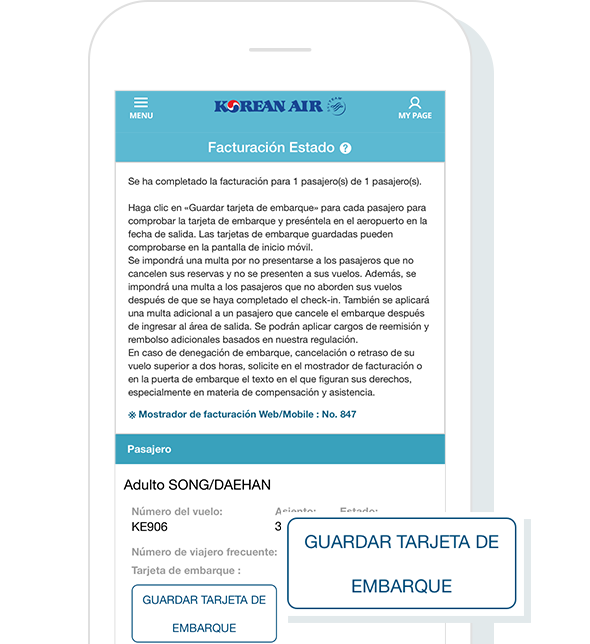 MENU
KOREAN AIR
MY PAGE
Facturación Estado ?
Se ha completado la facturación para 1 pasajero(s) de 1 pasajero(s).
Haga clic en «Guardar tarjeta de embarque» para cada pasajero para
comprobar la tarjeta de embarque y preséntela en el aeropuerto en la
fecha de salida. Las tarjetas de embarque guardadas pueden
comprobarse en la pantalla de inicio móvil.
Se impondrá una multa por no presentarse a los pasajeros que no
cancelen sus reservas y no se presenten a sus vuelos. Además, se
impondrá una multa a los pasajeros que no aborden sus vuelos
después de que se haya completado el check-in. También se aplicará
una multa adicional a un pasajero que cancele el embarque después
de ingresar al área de salida. Se podrán aplicar cargos de reemisión y
rembolso adicionales basados en nuestra regulación.
En caso de denegación de embarque, cancelación o retraso de su
vuelo superior a dos horas, solicite en el mostrador de facturación o
en la puerta de embarque el texto en el que figuran sus derechos,
especialmente en materia de compensación y asistencia.
※ Mostrador de facturación Web/Mobile : No. 847
Pasajero
Adulto SONG/DAEHAN
Número del vuelo: Asiento: Estado:
KE906 3
Número de viajero frecuente:
Tarjeta de embarque :
GUARDAR TARJETA DE
EMBARQUE
GUARDAR TARJETA DE
EMBARQUE